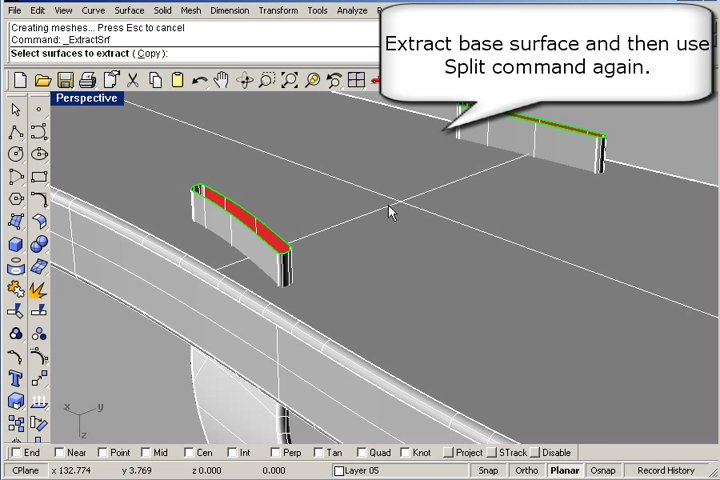 File Edit View Curve Surface Solid Mesh Dimension Transform Tools Analyze
Creating meshes... Press Esc to cancel
Command: _ExtractSrf
Select surfaces to extract ( Copy ):
Extract base surface and then use
Split command again.
Perspective
x y
z
End Near Point Mid Cen Int Perp Tan Quad Knot Project STrack Disable
CPlane x 132.774 y 3.769 z 0.000 0.000 Layer 05 Snap Ortho Planar Osnap Record History